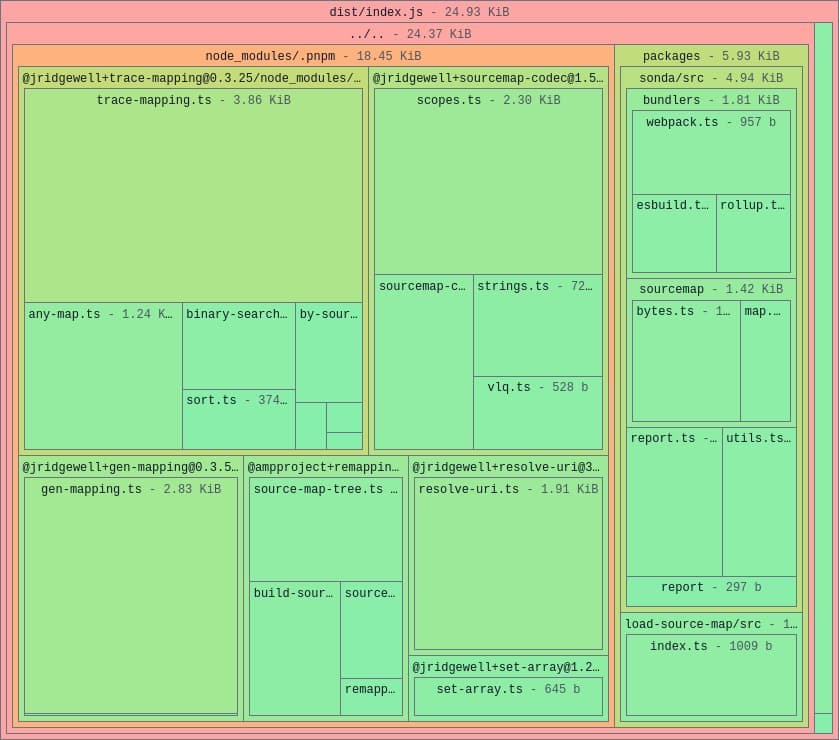 dist/index.js - 24.93 KiB
../.. - 24.37 KiB
node_modules/.pnpm - 18.45 KiB
@jridgewell+trace-mapping@0.3.25/node_modules/…
trace-mapping.ts - 3.86 KiB
any-map.ts - 1.24 K…
binary-search…
sort.ts - 374…
by-sour…
@jridgewell+sourcemap-codec@1.5…
scopes.ts - 2.30 KiB
sourcemap-c…
strings.ts - 72…
vlq.ts - 528 b
@jridgewell+gen-mapping@0.3.5…
gen-mapping.ts - 2.83 KiB
@ampproject+remappin…
source-map-tree.ts …
build-sour…
source…
remapp…
@jridgewell+resolve-uri@3…
resolve-uri.ts - 1.91 KiB
@jridgewell+set-array@1.2…
set-array.ts - 645 b
packages - 5.93 KiB
sonda/src - 4.94 KiB
bundlers - 1.81 KiB
webpack.ts - 957 b
esbuild.t…
rollup.t…
sourcemap - 1.42 KiB
bytes.ts - 1…
map.…
report.ts -…
utils.ts…
report - 297 b
load-source-map/src - 1…
index.ts - 1009 b